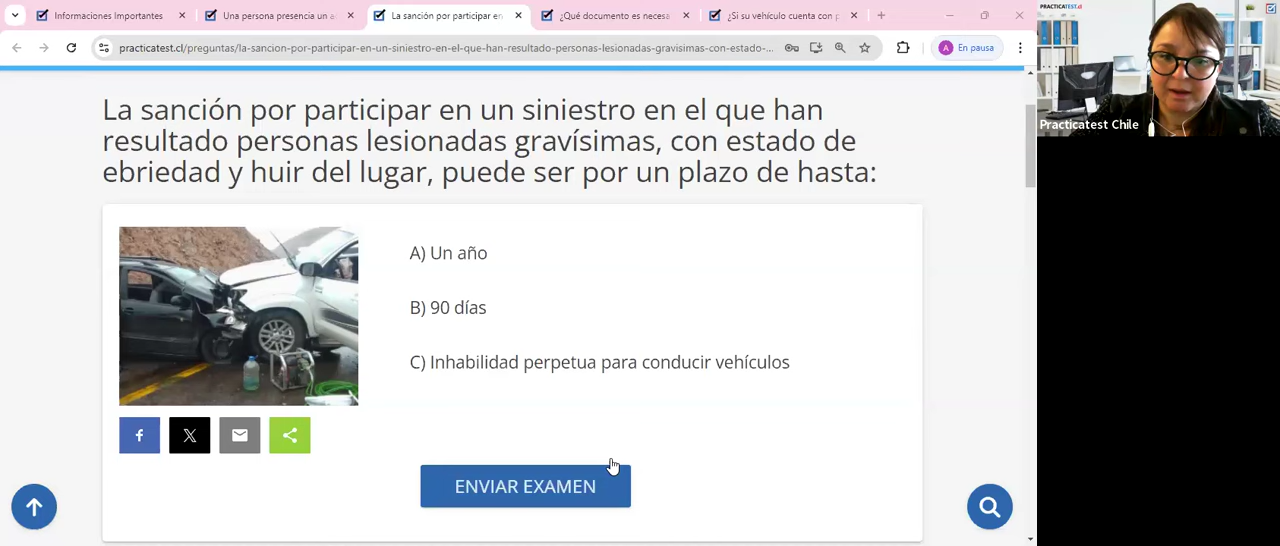 Informaciones Importantes
Una persona presencia un a
La sanción por participar en
¿Qué documento es necesa
¿Si su vehículo cuenta con p
practicatest.cl/preguntas/la-sancion-por-participar-en-un-siniestro-en-el-que-han-resultado-personas-lesionadas-gravisimas-con-estado-...
A
En pausa
PRACTICATEST.cl
Practicatest Chile
La sanción por participar en un siniestro en el que han
resultado personas lesionadas gravísimas, con estado de
ebriedad y huir del lugar, puede ser por un plazo de hasta:
A) Un año
B) 90 días
C) Inhabilidad perpetua para conducir vehículos
ENVIAR EXAMEN